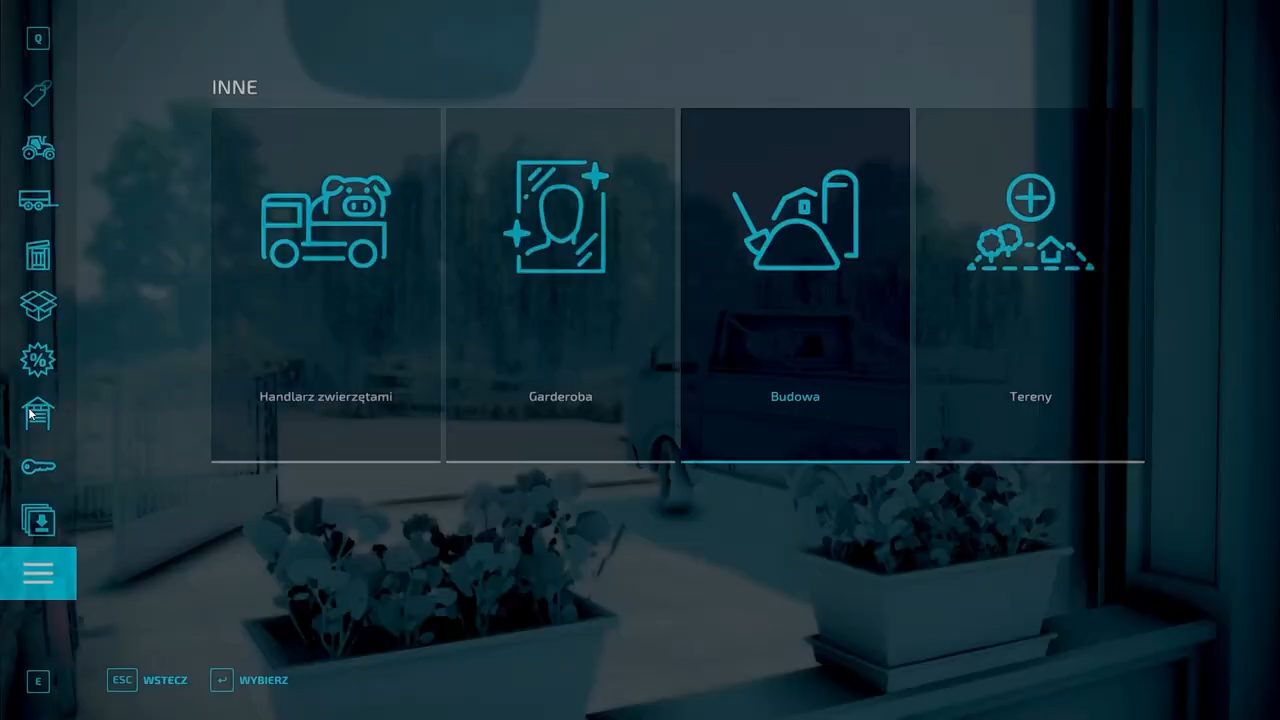 Q
INNE
Handlarz zwierzętami
Garderoba
Budowa
Tereny
%
E
ESC WSTECZ
↩ WYBIERZ